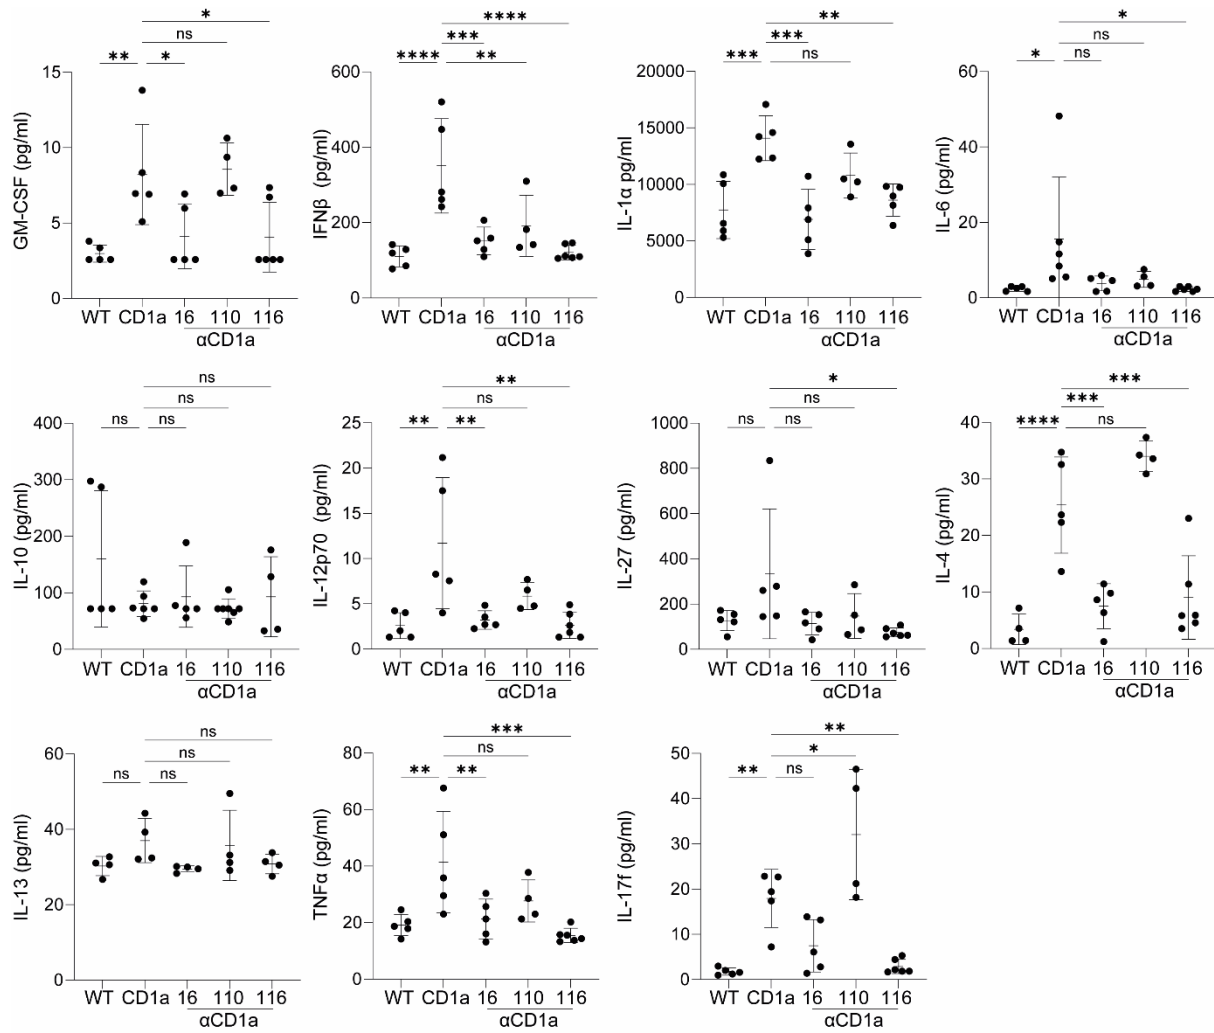 *
ns
** *
GM-CSF (pg/ml)
15
10
5
0
WT CD1a 16 110 116
αCD1a
****
***
**** **
IFNβ (pg/ml)
600
400
200
0
WT CD1a 16 110 116
αCD1a
**
***
*** ns
IL-1α pg/ml)
20000
15000
10000
5000
0
WT CD1a 16 110 116
αCD1a
*
ns
* ns
IL-6 (pg/ml)
60
40
20
0
WT CD1a 16 110 116
αCD1a
ns
ns
ns ns
IL-10 (pg/ml)
400
300
200
100
0
WT CD1a 16 110 116
αCD1a
**
ns
** **
IL-12p70 (pg/ml)
25
20
15
10
5
0
WT CD1a 16 110 116
αCD1a
*
ns
ns ns
IL-27 (pg/ml)
1000
800
600
400
200
0
WT CD1a 16 110 116
αCD1a
***
***
**** ns
IL-4 (pg/ml)
40
30
20
10
0
WT CD1a 16 110 116
αCD1a
ns
ns
ns ns
IL-13 (pg/ml)
60
40
20
0
WT CD1a 16 110 116
αCD1a
***
ns
** **
TNFα (pg/ml)
80
60
40
20
0
WT CD1a 16 110 116
αCD1a
**
*
** ns
IL-17f (pg/ml)
50
40
30
20
10
0
WT CD1a 16 110 116
αCD1a